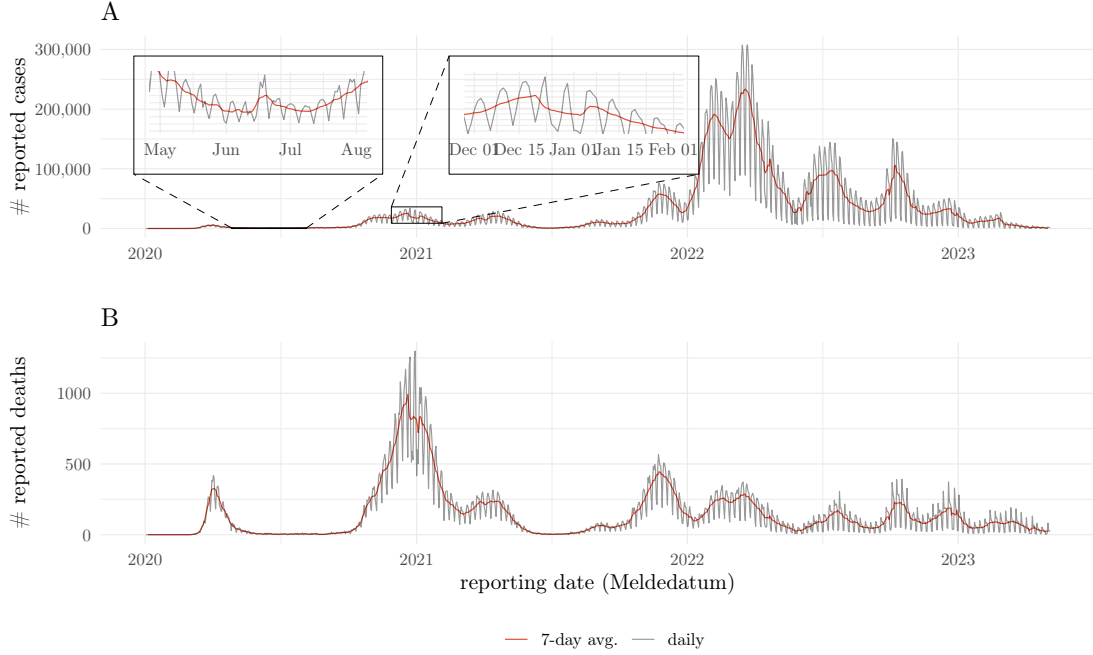 A
# reported cases
300,000
200,000
100,000
0
May Jun Jul Aug
Dec 01 Dec 15 Jan 01 Jan 15 Feb 01
2020 2021 2022 2023
B
# reported deaths
1000
500
0
2020 2021 2022 2023
reporting date (Meldedatum)
7-day avg. daily